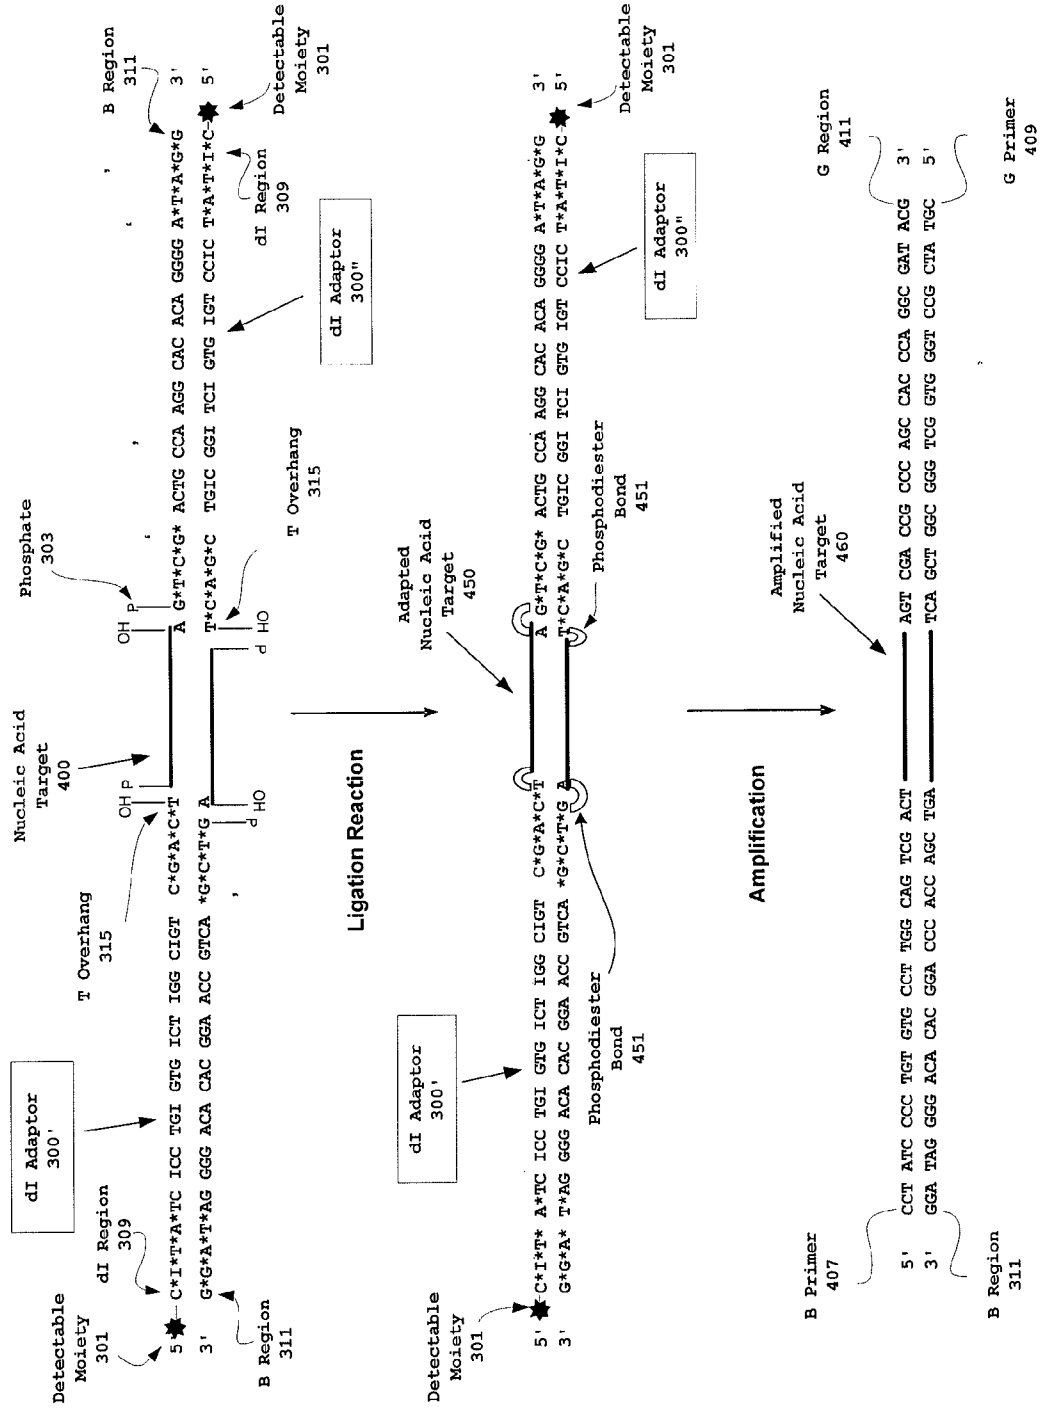 dI Adaptor
300'
Nucleic Acid
Target
400
Phosphate
303
Detectable
Moiety
301
dI Region
309
T Overhang
315
B Region
311
OH P
OH P
5' C*I*T*A*TC ICC TGI GTG ICT IGG CIGT C*G*A*C*T A G*T*C*G* ACTG CCA AGG CAC ACA GGGG A*T*A*G*G 3'
3' G*G*A*T*AG GGG ACA CAC GGA ACC GTCA *G*C*T*G A T*C*A*G*C TGIC GGI TCI GTG IGT CCIC T*A*T*I*C 5'
P OH
P OH
B Region
311
T Overhang
315
dI Region
309
Detectable
Moiety
301
dI Adaptor
300"
Ligation Reaction
dI Adaptor
300'
Adapted
Nucleic Acid
Target
450
Detectable
Moiety
301
5' C*I*T* A*TC ICC TGI GTG ICT IGG CIGT C*G*A*C*T A G*T*C*G* ACTG CCA AGG CAC ACA GGGG A*T*A*G*G 3'
3' G*G*A* T*AG GGG ACA CAC GGA ACC GTCA *G*C*T*G A T*C*A*G*C TGIC GGI TCI GTG IGT CCIC T*A*T*I*C 5'
Phosphodiester
Bond
451
Phosphodiester
Bond
451
dI Adaptor
300"
Detectable
Moiety
301
Amplification
B Primer
407
Amplified
Nucleic Acid
Target
460
G Region
411
5' CCT ATC CCC TGT GTG CCT TGG CAG TCG ACT AGT CGA CCG CCC AGC CAC CCA GGC GAT ACG 3'
3' GGA TAG GGG ACA CAC GGA CCC ACC AGC TGA TCA GCT GGC GGG TCG GTG GGT CCG CTA TGC 5'
B Region
311
G Primer
409